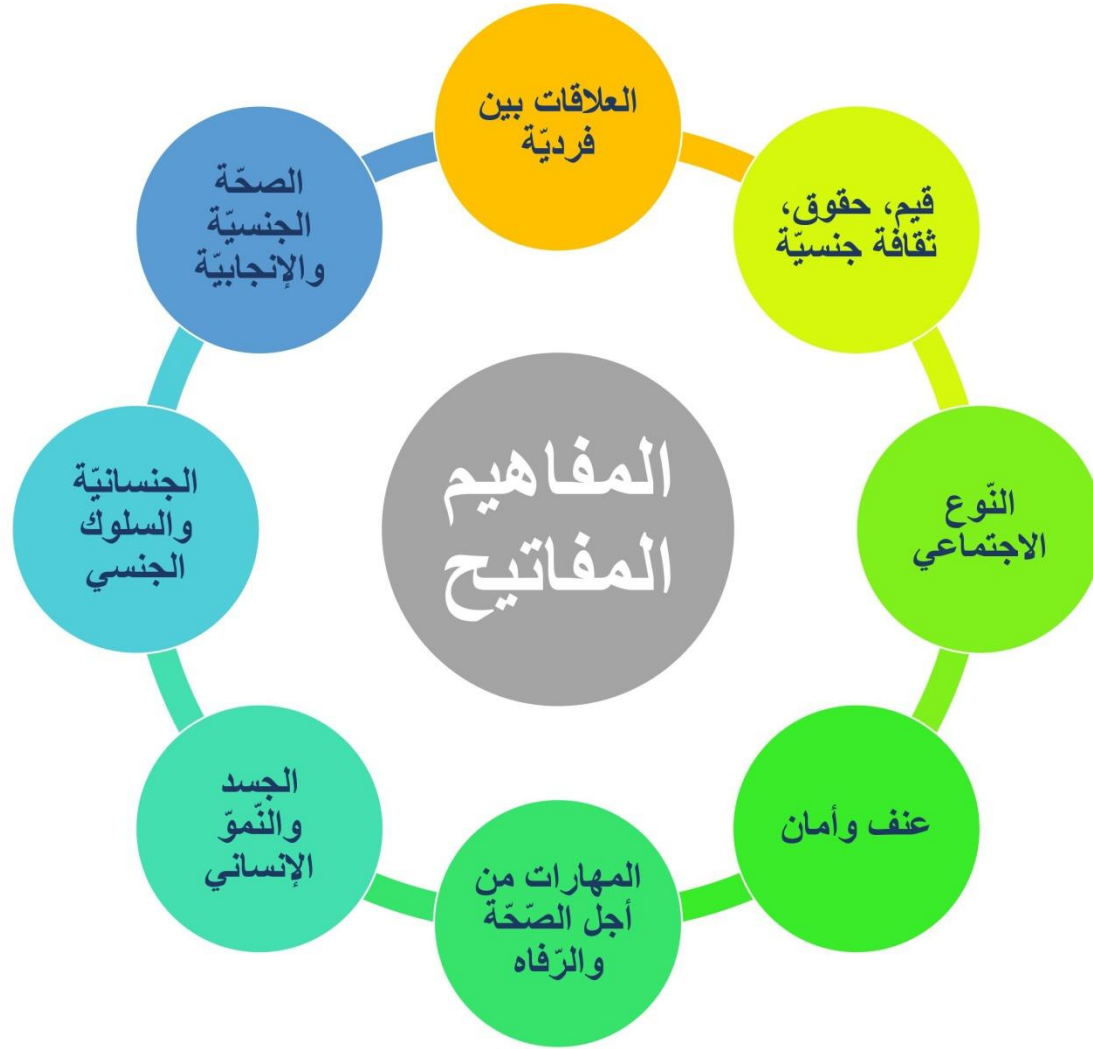 المفاهيم
المفاتيح
العلاقات بين
فرديّة
قيم، حقوق،
ثقافة جنسيّة
النّوع
الاجتماعي
عنف وأمان
المهارات من
أجل الصّحّة
والرّفاه
الجسد
والنّموّ
الإنساني
الجنسانيّة
والسلوك
الجنسي
الصحّة
الجنسيّة
والإنجابيّة